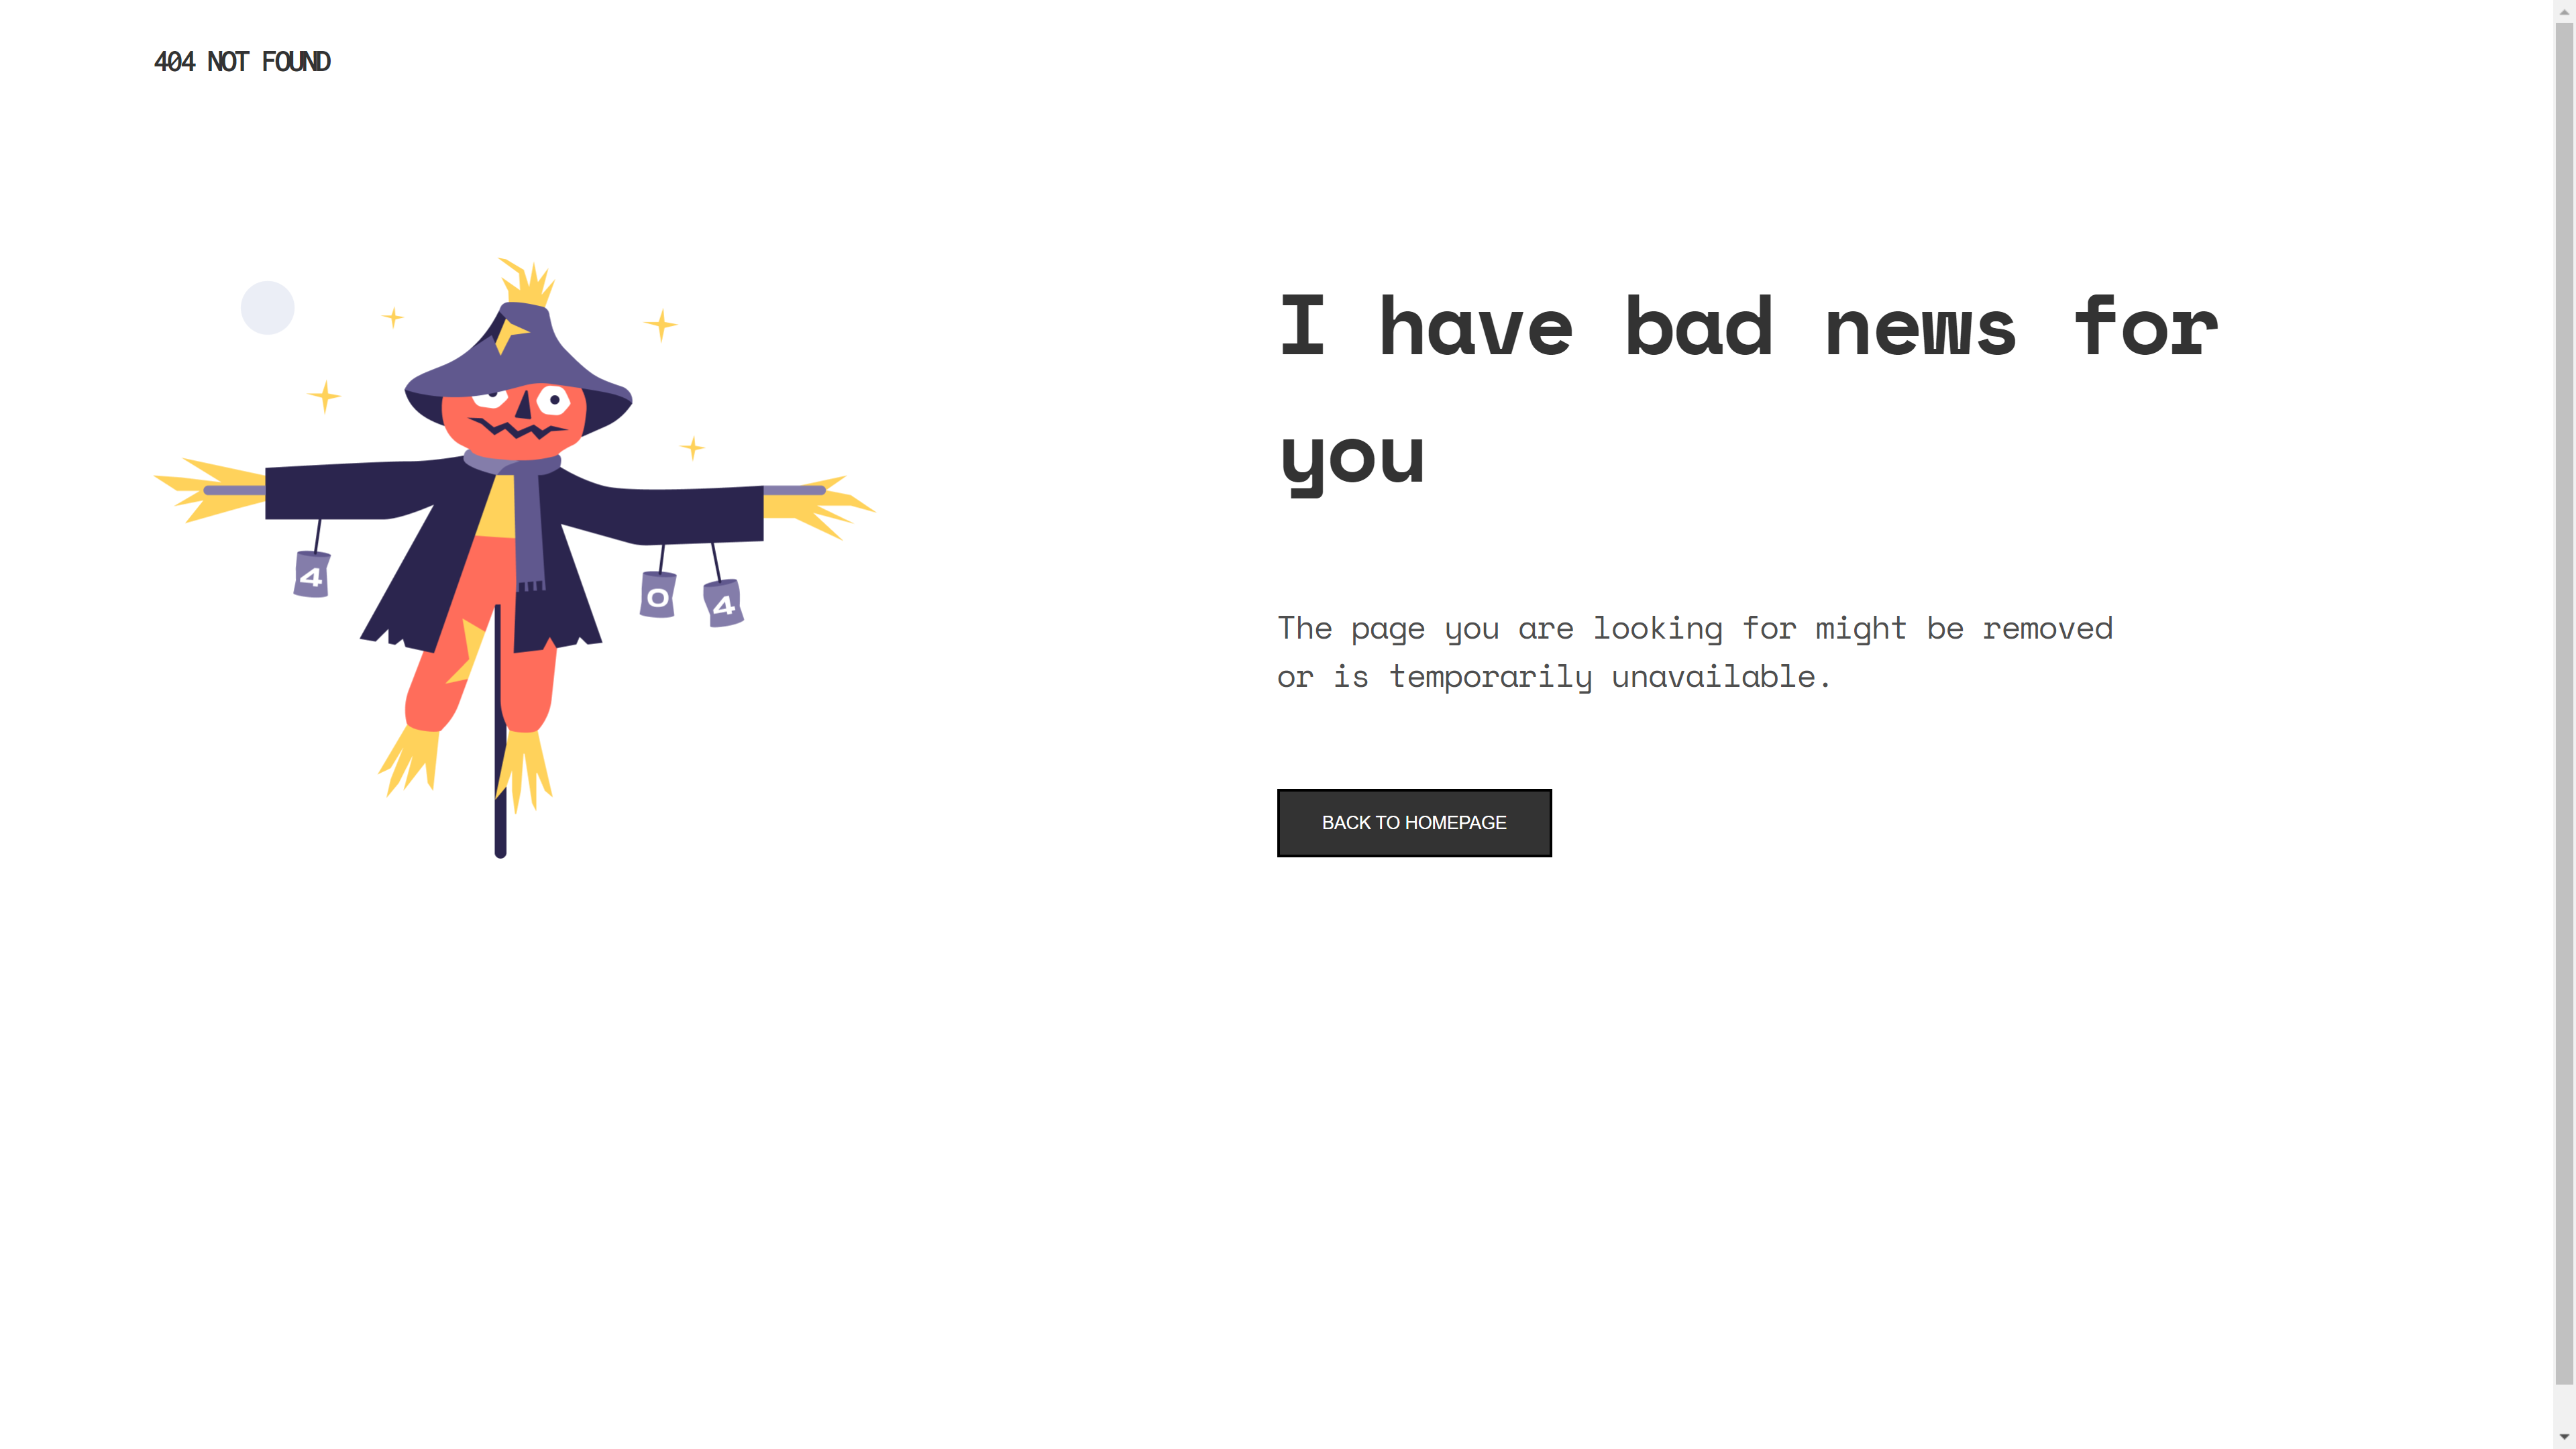 404 NOT FOUND
I have bad news for
you
4
0
4
The page you are looking for might be removed
or is temporarily unavailable.
BACK TO HOMEPAGE